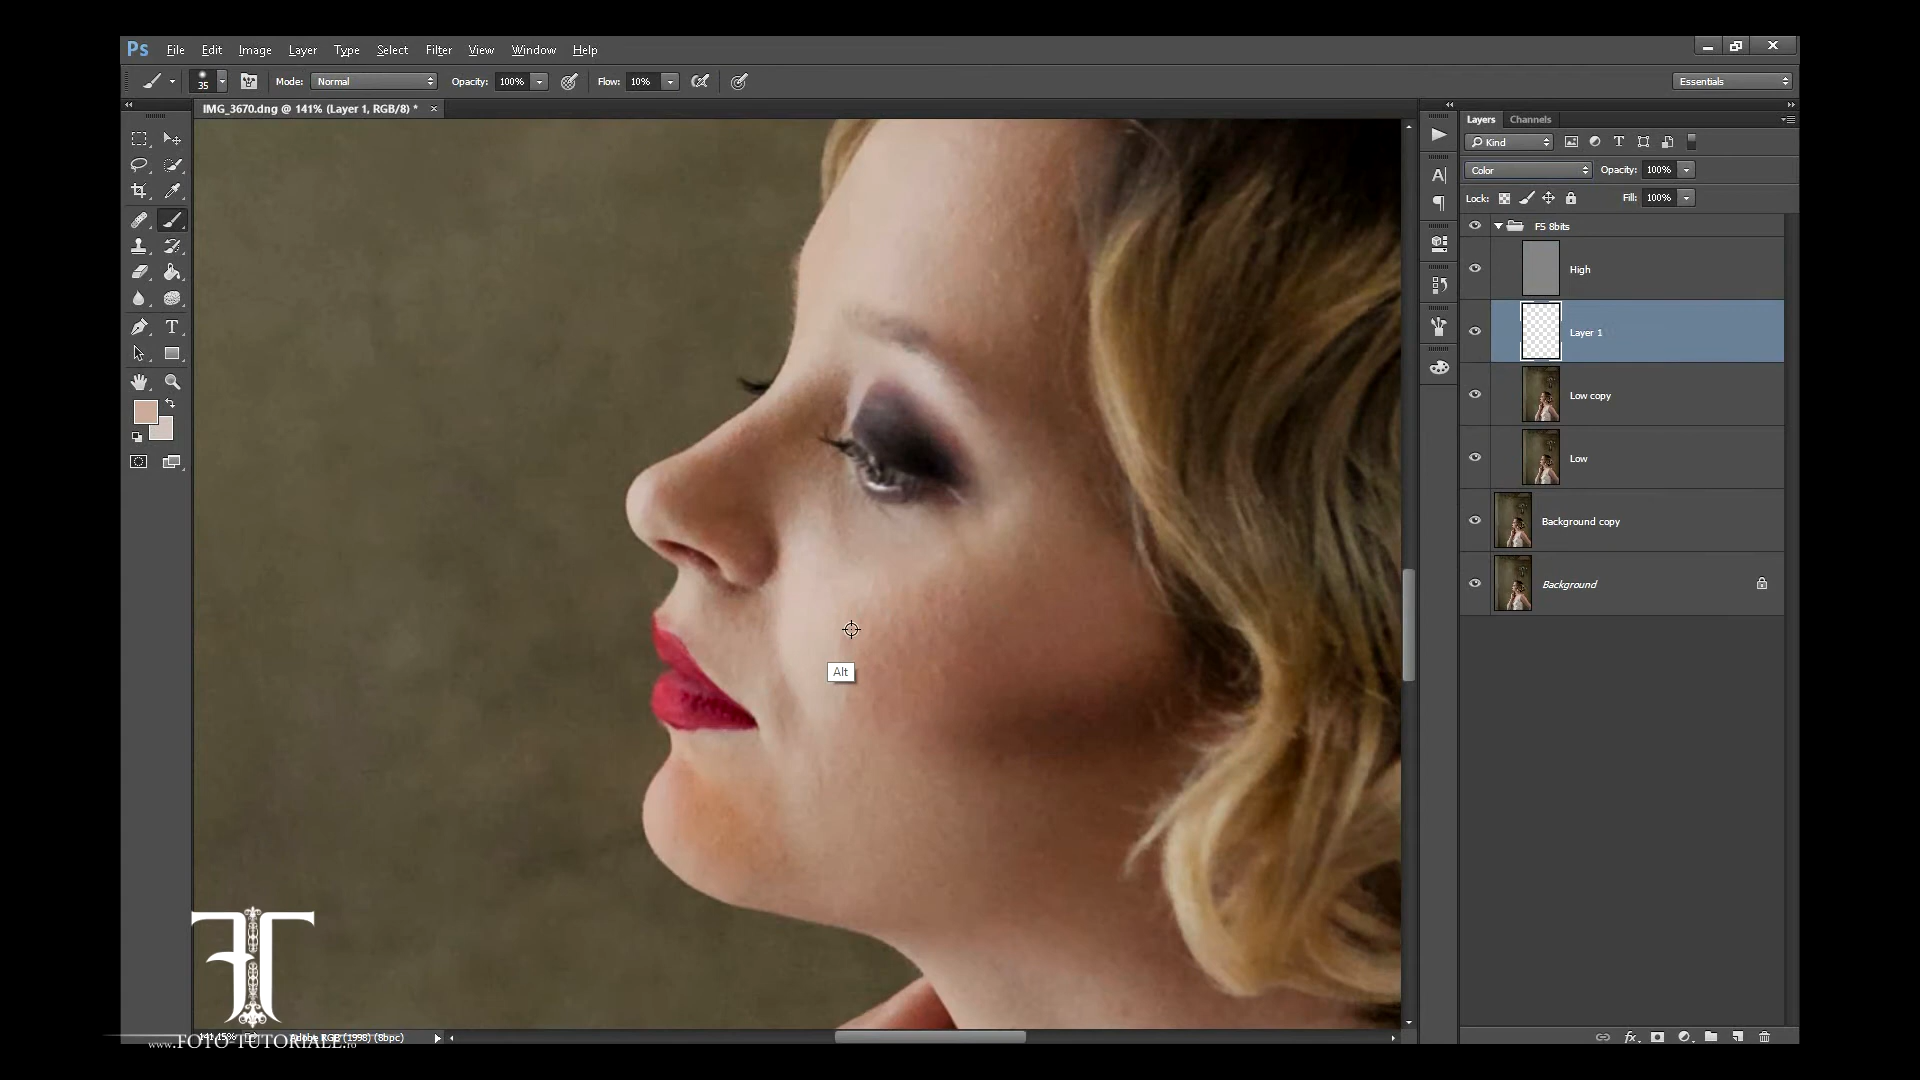 Ps File Edit Image Layer Type Select Filter View Window Help
35 Mode: Normal Opacity: 100% Flow: 10% Essentials
IMG_3670.dng @ 141% (Layer 1, RGB/8) * ×
Layers Channels
Kind
Color Opacity: 100%
Lock: Fill: 100%
FS 8bits
High
Layer 1
Low copy
Low
Background copy
Background
Alt
FT
Adobe RGB (1998) (8bpc)
www.FOTO-TUTORIALE.ro